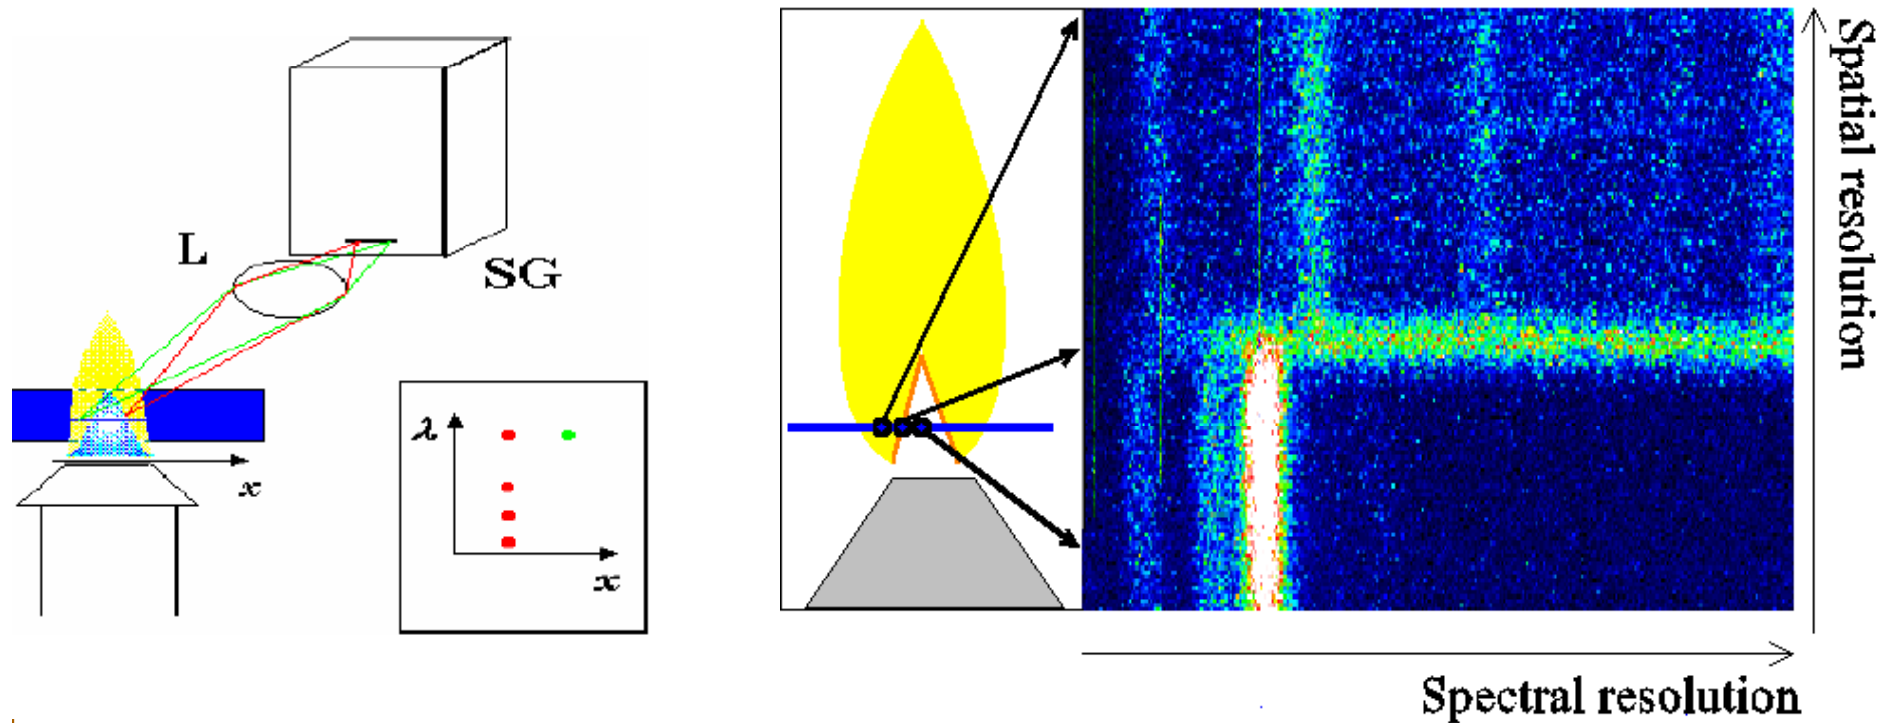 L
SG
x
λ
x
Spatial resolution
Spectral resolution